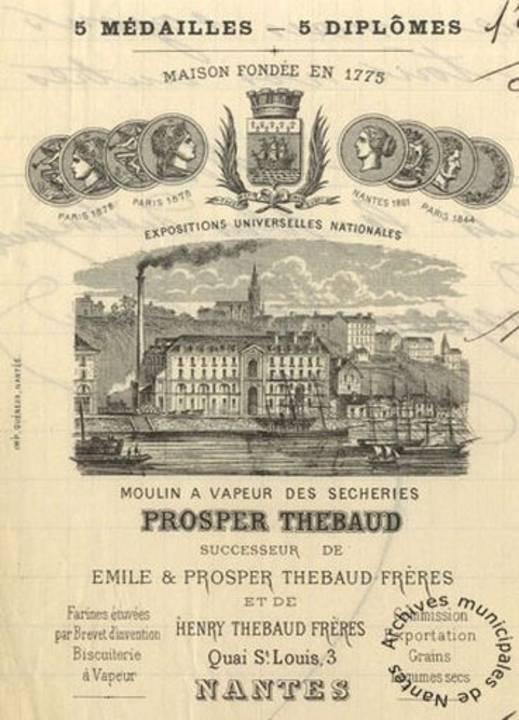 5 MÉDAILLES — 5 DIPLÔMES
MAISON FONDÉE EN 1775
PARIS 1878
PARIS 1878
NANTES 1861
PARIS 1844
EXPOSITIONS UNIVERSELLES NATIONALES
MOULIN A VAPEUR DES SECHERIES
PROSPER THEBAUD
SUCCESSEUR DE
EMILE & PROSPER THEBAUD FRÈRES
ET DE
HENRY THEBAUD FRÈRES
Quai St Louis, 3
NANTES
Farines étuvées
par Brevet d'invention
Biscuiterie
à Vapeur
Commission
Exportation
Grains
Légumes secs
Archives municipales de Nantes